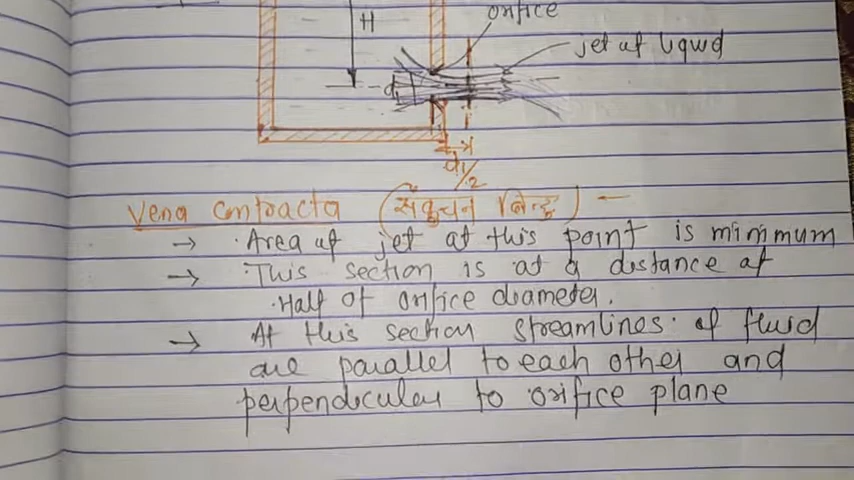 orifice
H
jet of liquid
d1
d1/2
Vena contracta (संकुचन बिन्दु) —
→ Area of jet at this point is minimum
→ This section is at a distance of
Half of orifice diameter.
→ At this section streamlines of fluid
are parallel to each other and
perpendicular to orifice plane